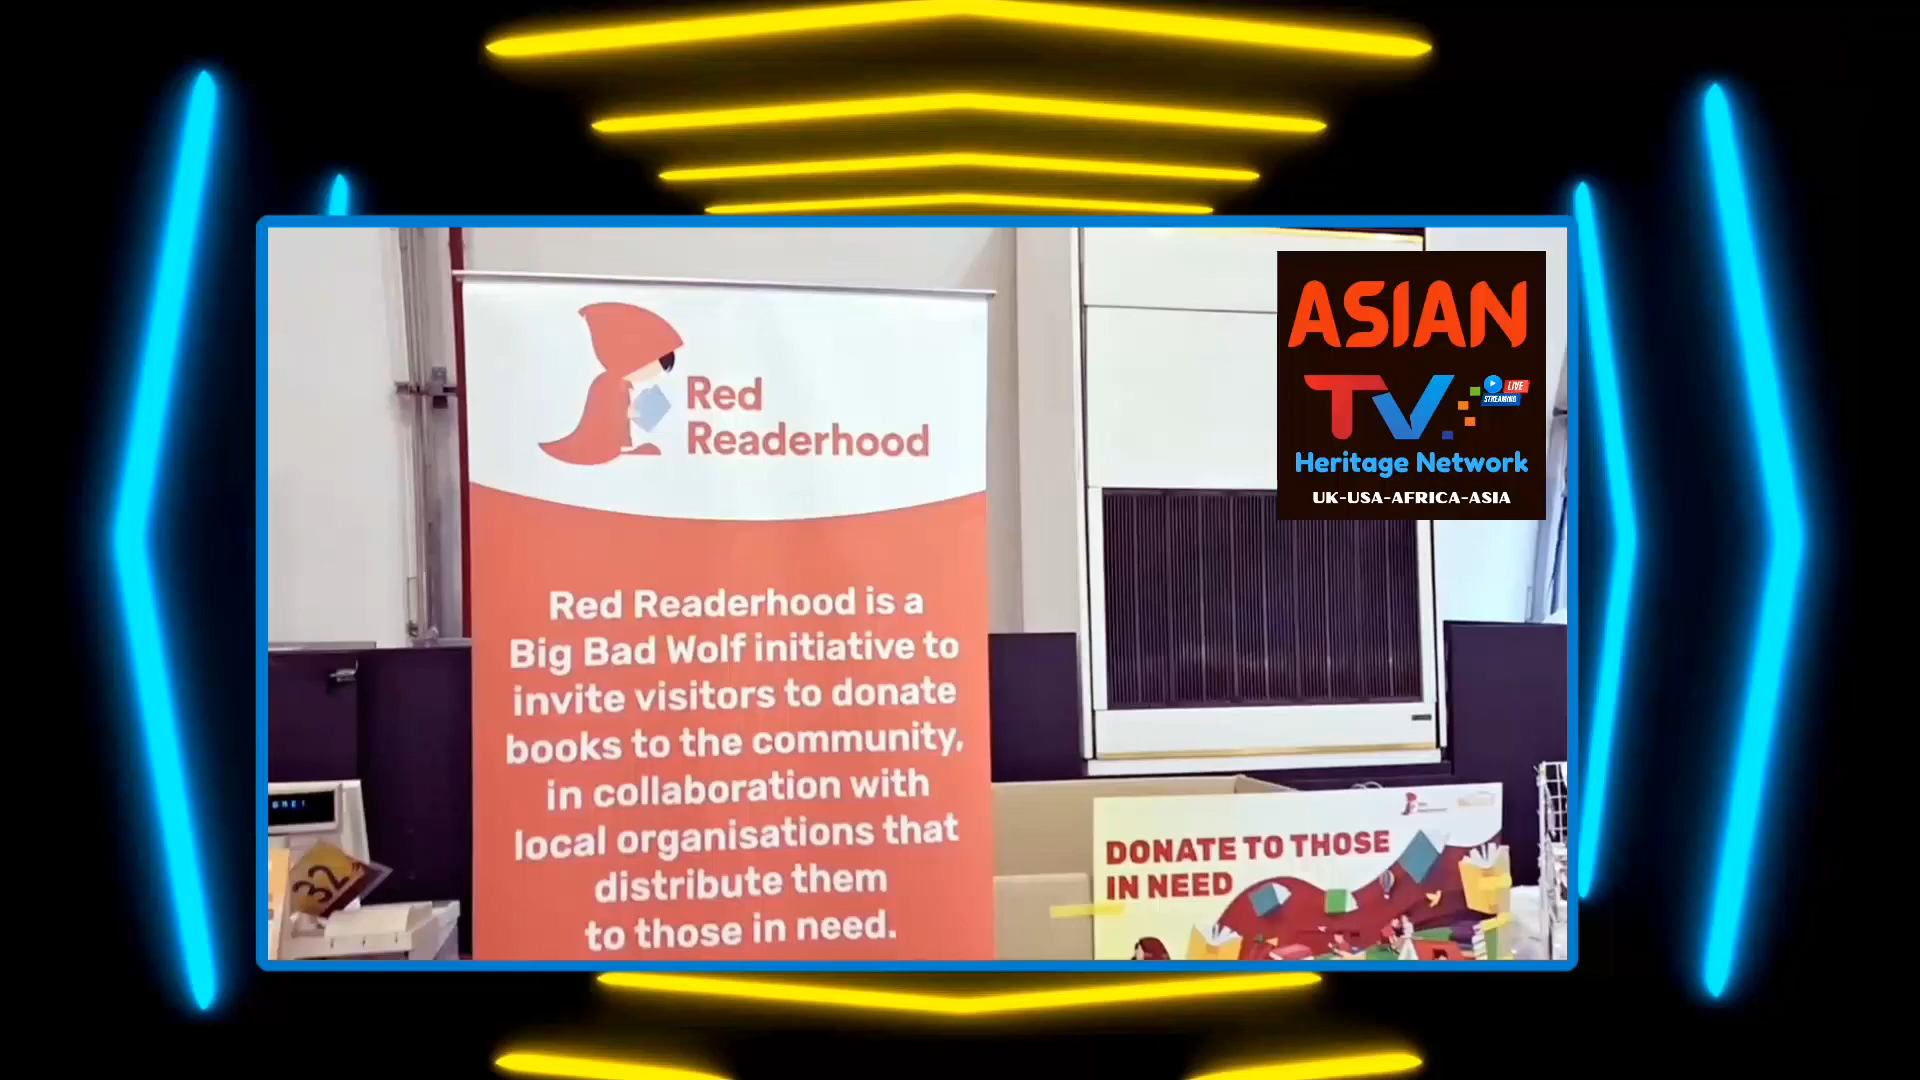 Red
Readerhood
Red Readerhood is a
Big Bad Wolf initiative to
invite visitors to donate
books to the community,
in collaboration with
local organisations that
distribute them
to those in need.
ASIAN
TV
LIVE
STREAMING
Heritage Network
UK-USA-AFRICA-ASIA
32
DONATE TO THOSE
IN NEED